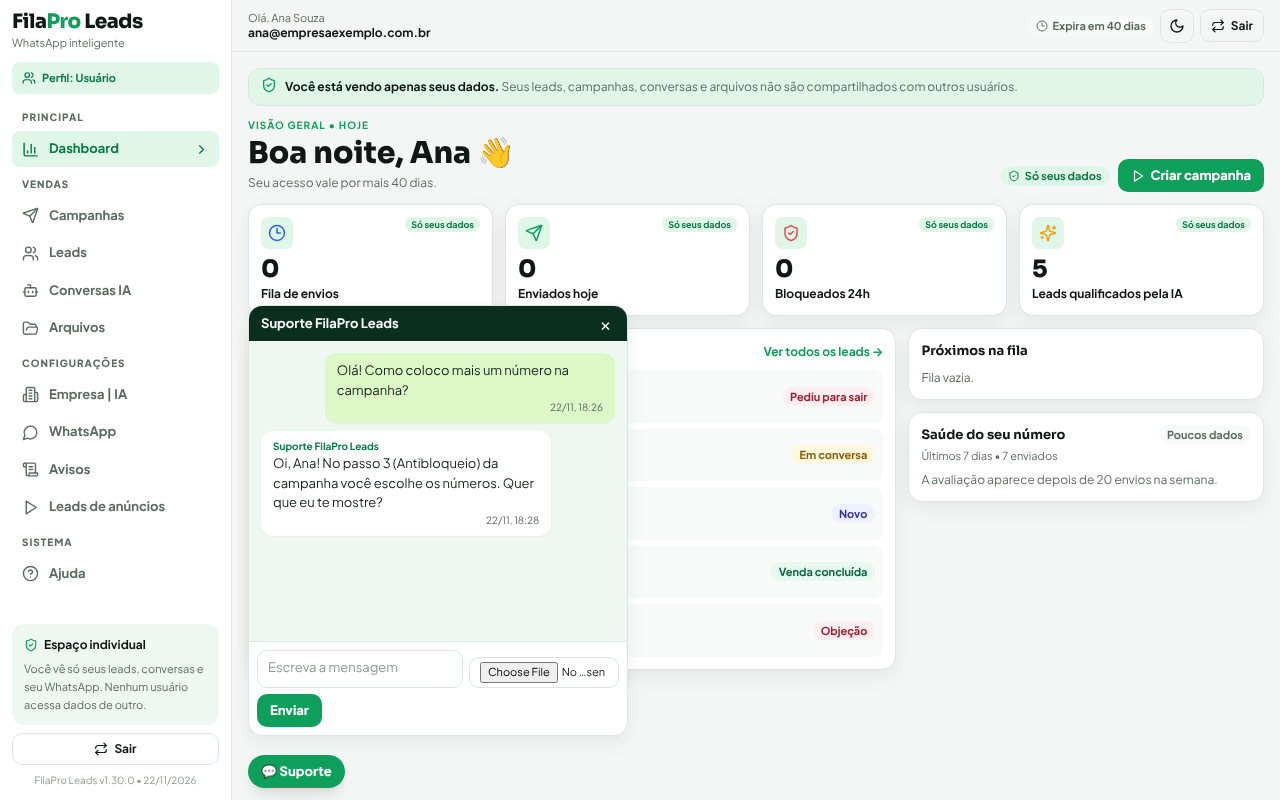 FilaPro Leads
WhatsApp inteligente
Perfil: Usuário
PRINCIPAL
Dashboard
VENDAS
Campanhas
Leads
Conversas IA
Arquivos
CONFIGURAÇÕES
Empresa | IA
WhatsApp
Avisos
Leads de anúncios
SISTEMA
Ajuda
Espaço individual
Você vê só seus leads, conversas e
seu WhatsApp. Nenhum usuário
acessa dados de outro.
Sair
FilaPro Leads v1.30.0 • 22/11/2026
Olá, Ana Souza
ana@empresaexemplo.com.br
Expira em 40 dias
Sair
Você está vendo apenas seus dados. Seus leads, campanhas, conversas e arquivos não são compartilhados com outros usuários.
VISÃO GERAL • HOJE
Boa noite, Ana 👋
Seu acesso vale por mais 40 dias.
Só seus dados
Criar campanha
Só seus dados
0
Fila de envios
Só seus dados
0
Enviados hoje
Só seus dados
0
Bloqueados 24h
Só seus dados
5
Leads qualificados pela IA
Suporte FilaPro Leads ×
Olá! Como coloco mais um número na
campanha?
22/11, 18:26
Suporte FilaPro Leads
Oi, Ana! No passo 3 (Antibloqueio) da
campanha você escolhe os números. Quer
que eu te mostre?
22/11, 18:28
Escreva a mensagem
Choose File No ...sen
Enviar
💬 Suporte
Ver todos os leads →
Pediu para sair
Em conversa
Novo
Venda concluída
Objeção
Próximos na fila
Fila vazia.
Saúde do seu número
Poucos dados
Últimos 7 dias • 7 enviados
A avaliação aparece depois de 20 envios na semana.